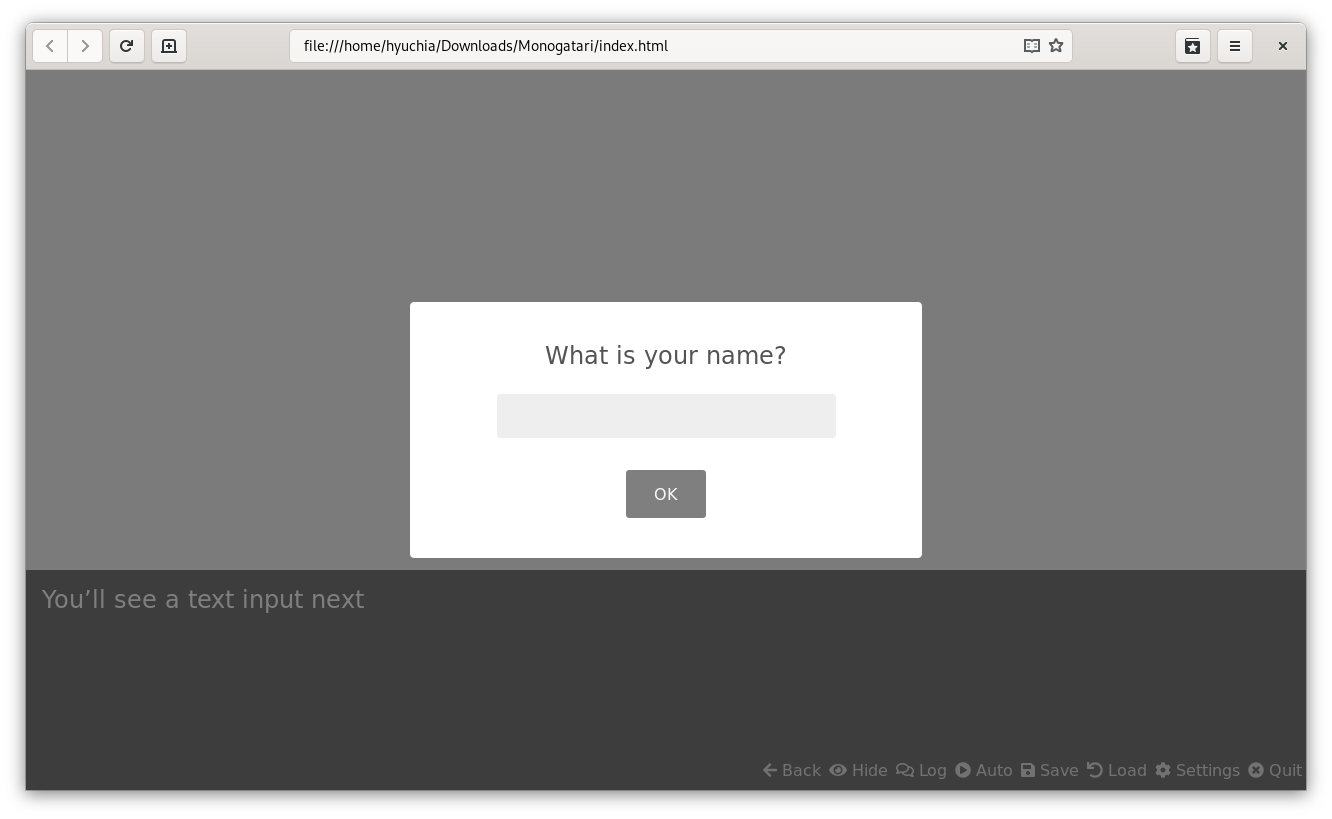 file:///home/hyuchia/Downloads/Monogatari/index.html
What is your name?
OK
You’ll see a text input next
Back Hide Log Auto Save Load Settings Quit